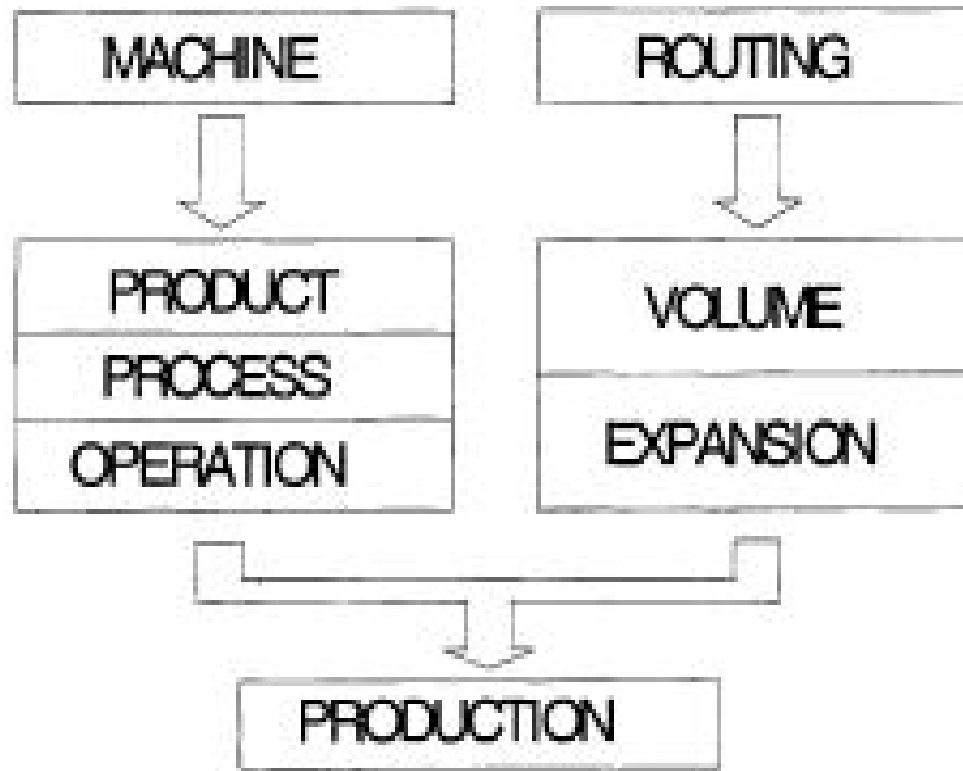 MACHINE
ROUTING
PRODUCT
PROCESS
OPERATION
VOLUME
EXPANSION
PRODUCTION